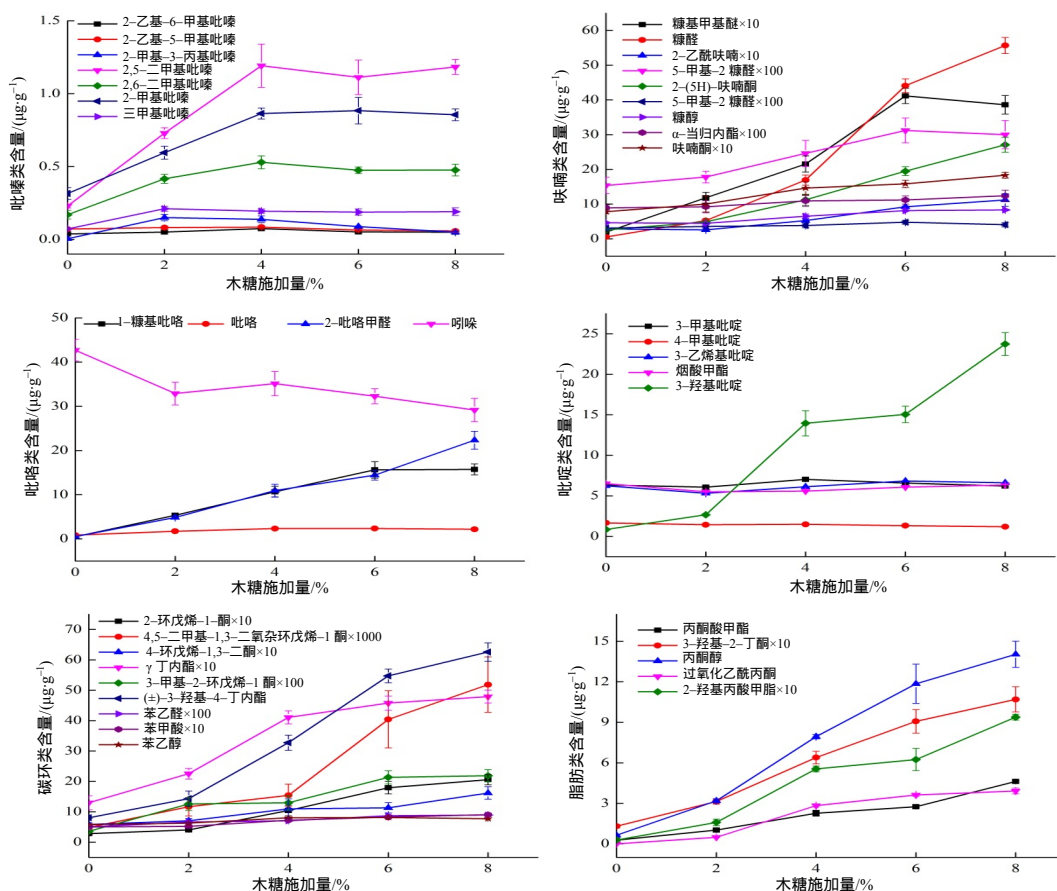 2–乙基–6–甲基吡嗪
2–乙基–5–甲基吡嗪
2–甲基–3–丙基吡嗪
2,5–二甲基吡嗪
2,6–二甲基吡嗪
2–甲基吡嗪
三甲基吡嗪
吡嗪类含量/(μg·g⁻¹)
1.5
1.0
0.5
0.0
0 2 4 6 8
木糖施加量/%
糠基甲基醚×10
糠醛
2–乙酰呋喃×10
5–甲基–2 糠醛×100
2–(5H)–呋喃酮
5–甲基–2 糠醛×100
糠醇
α–当归内酯×100
呋喃酮×10
呋喃类含量/(μg·g⁻¹)
60
50
40
30
20
10
0
0 2 4 6 8
木糖施加量/%
1–糠基吡咯 吡咯 2–吡咯甲醛 吲哚
吡咯类含量/(μg·g⁻¹)
50
40
30
20
10
0
0 2 4 6 8
木糖施加量/%
3–甲基吡啶
4–甲基吡啶
3–乙烯基吡啶
烟酸甲酯
3–羟基吡啶
吡啶类含量/(μg·g⁻¹)
25
20
15
10
5
0
0 2 4 6 8
木糖施加量/%
2–环戊烯–1–酮×10
4,5–二甲基–1,3–二氧杂环戊烯–1 酮×1000
4–环戊烯–1,3–二酮×10
γ 丁内酯×10
3–甲基–2–环戊烯–1 酮×100
(±)–3–羟基–4–丁内酯
苯乙醛×100
苯甲酸×10
苯乙醇
碳环类含量/(μg·g⁻¹)
70
60
50
40
30
20
10
0
0 2 4 6 8
木糖施加量/%
丙酮酸甲酯
3–羟基–2–丁酮×10
丙酮醇
过氧化乙酰丙酮
2–羟基丙酸甲脂×10
脂肪类含量/(μg·g⁻¹)
15
12
9
6
3
0
0 2 4 6 8
木糖施加量/%